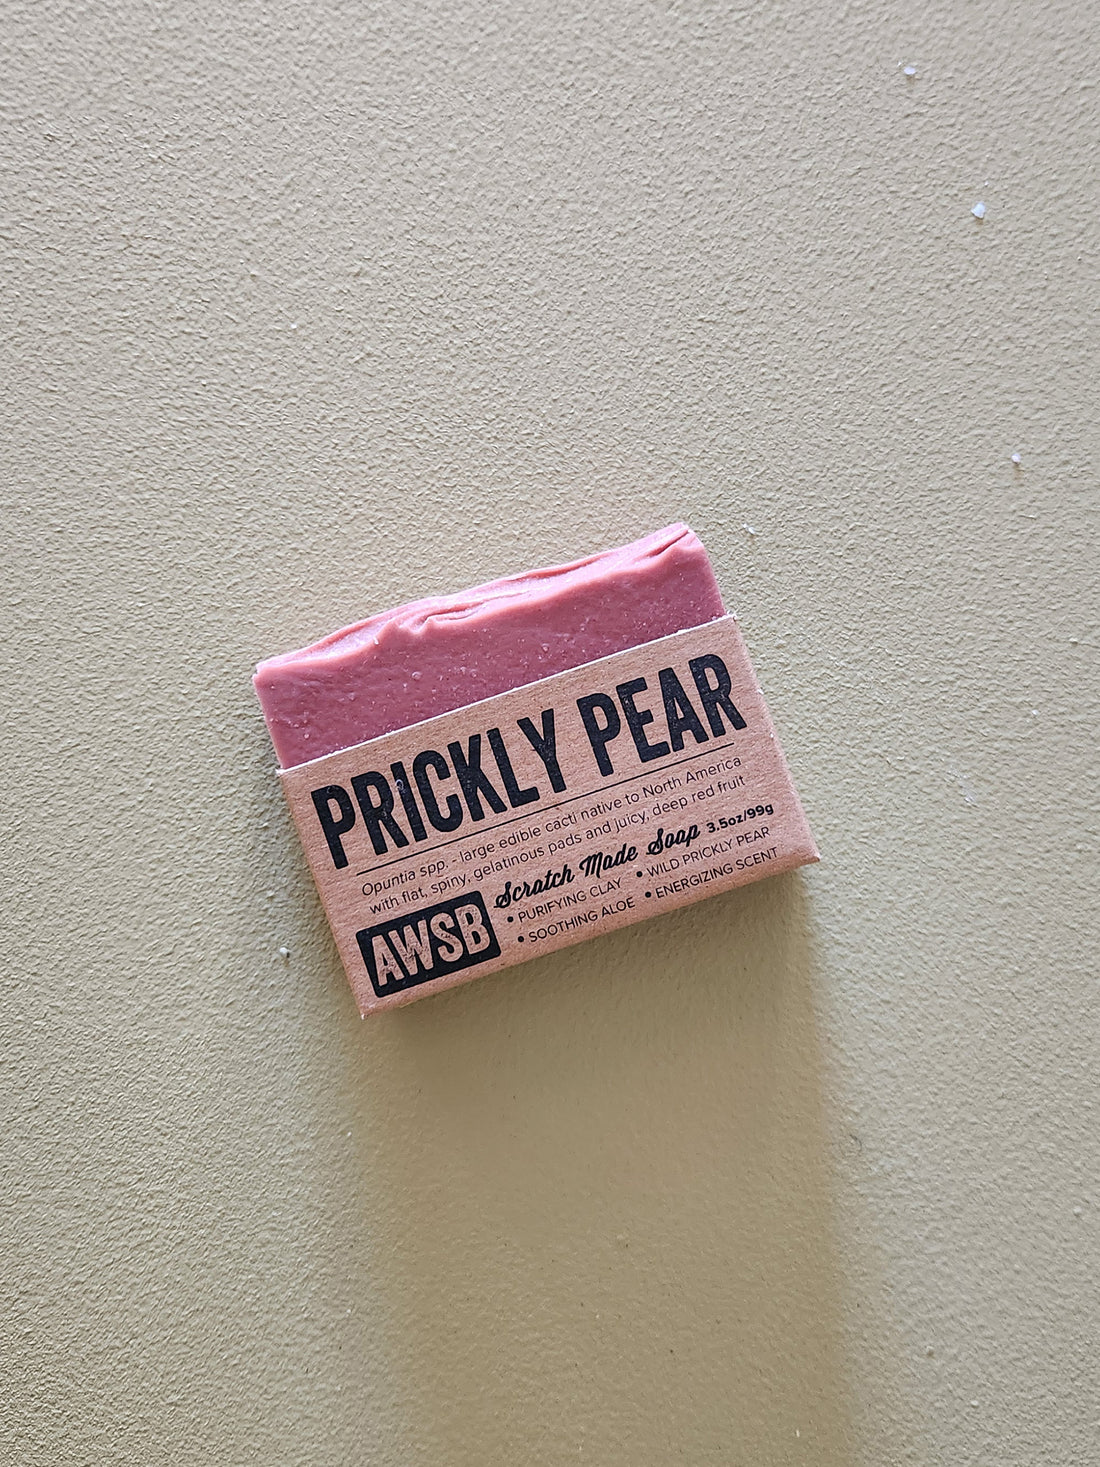 PRICKLY PEAR
Opuntia spp. - large edible cacti native to North America
with flat, spiny, gelatinous pads and juicy, deep red fruit
AWSB
Scratch Made Soap 3.5oz/99g
• PURIFYING CLAY • WILD PRICKLY PEAR
• SOOTHING ALOE • ENERGIZING SCENT